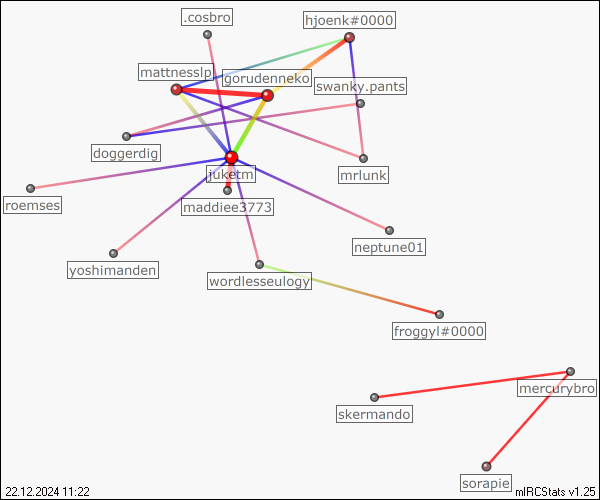 .cosbro
hjoenk#0000
mattnesslp
gorudenneko
swanky.pants
doggerdig
mrlunk
juketm
roemses
maddiee3773
neptune01
yoshimanden
wordlesseulogy
froggyl#0000
mercurybro
skermando
sorapie
22.12.2024 11:22
mIRCStats v1.25